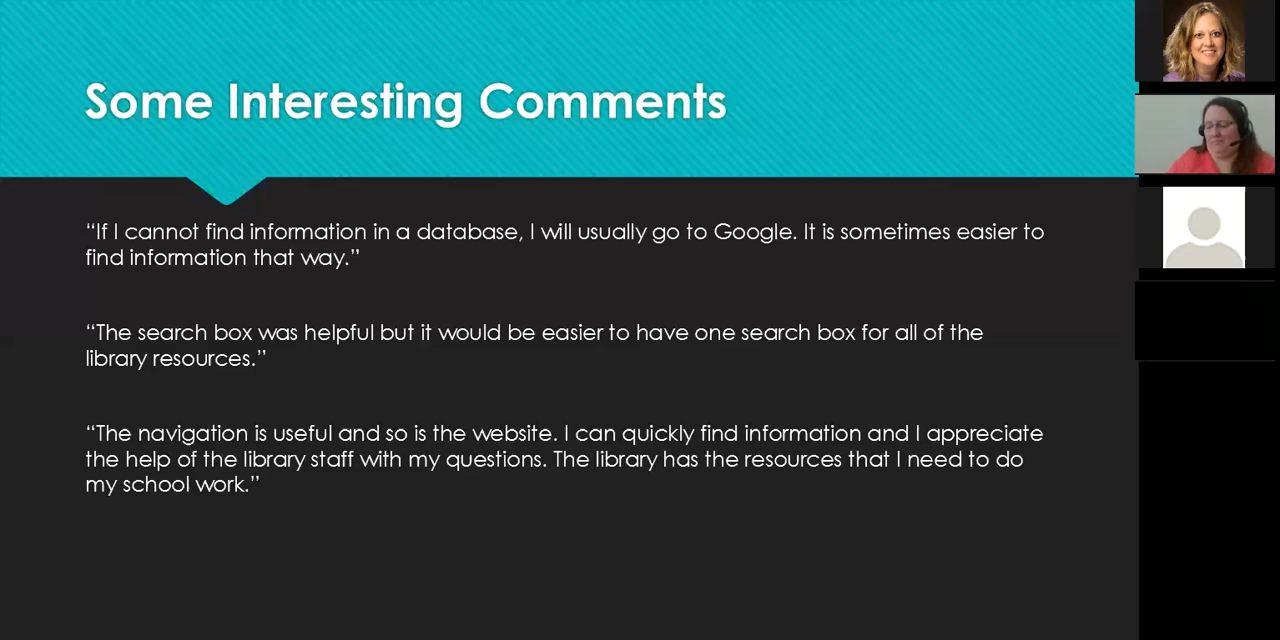 Some Interesting Comments
“If I cannot find information in a database, I will usually go to Google. It is sometimes easier to
find information that way.”
“The search box was helpful but it would be easier to have one search box for all of the
library resources.”
“The navigation is useful and so is the website. I can quickly find information and I appreciate
the help of the library staff with my questions. The library has the resources that I need to do
my school work.”